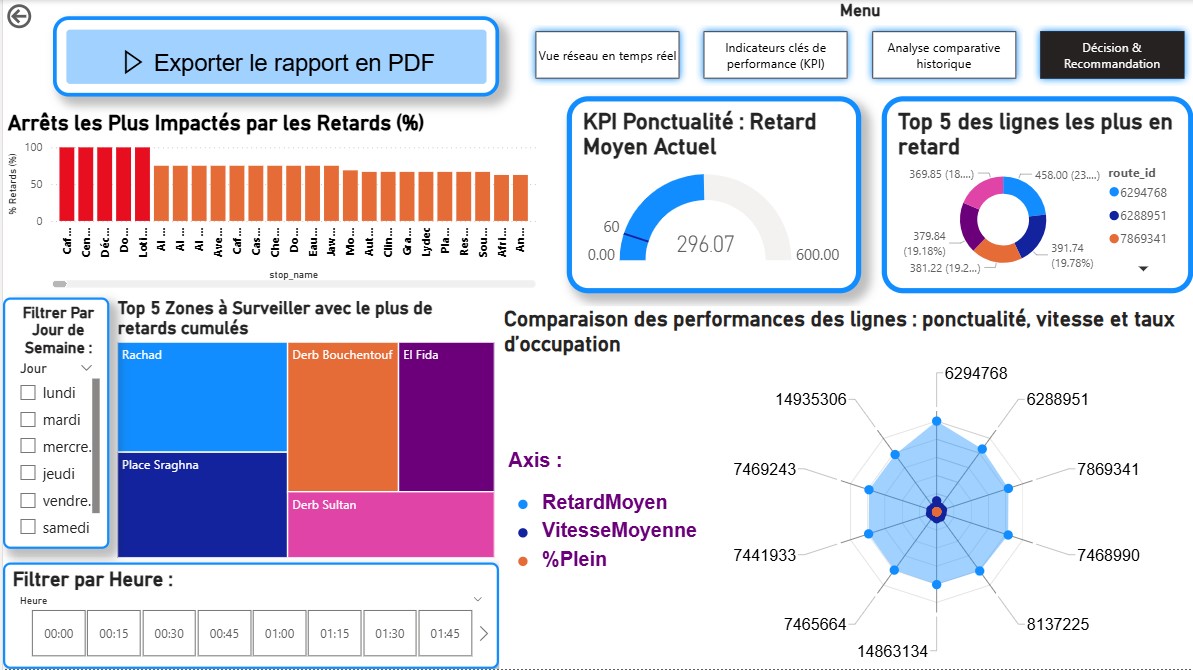 Menu
Exporter le rapport en PDF
Vue réseau en temps réel
Indicateurs clés de
performance (KPI)
Analyse comparative
historique
Décision &
Recommandation
Arrêts les Plus Impactés par les Retards (%)
% Retards (%)
100
50
0
Caf...
Cen...
Déc...
Do...
Loti...
Al ...
Al ...
Al ...
Ave...
Caf...
Cas...
Che...
Do...
Eau...
Jaw...
Mo...
Aut...
Clin...
Gra...
Lydec
Pla...
Res...
Sou...
Afri...
An...
stop_name
KPI Ponctualité : Retard
Moyen Actuel
60
0.00
296.07
600.00
Top 5 des lignes les plus en
retard
369.85 (18....)
458.00 (23....)
379.84
(19.18%)
381.22 (19.2...)
391.74
(19.78%)
route_id
6294768
6288951
7869341
Filtrer Par
Jour de
Semaine :
Jour
lundi
mardi
mercre.
jeudi
vendre.
samedi
Top 5 Zones à Surveiller avec le plus de
retards cumulés
Rachad
Derb Bouchentouf
El Fida
Place Sraghna
Derb Sultan
Comparaison des performances des lignes : ponctualité, vitesse et taux
d'occupation
Axis :
RetardMoyen
VitesseMoyenne
%Plein
6294768
6288951
7869341
7468990
8137225
14863134
7465664
7441933
7469243
14935306
Filtrer par Heure :
Heure
00:00
00:15
00:30
00:45
01:00
01:15
01:30
01:45